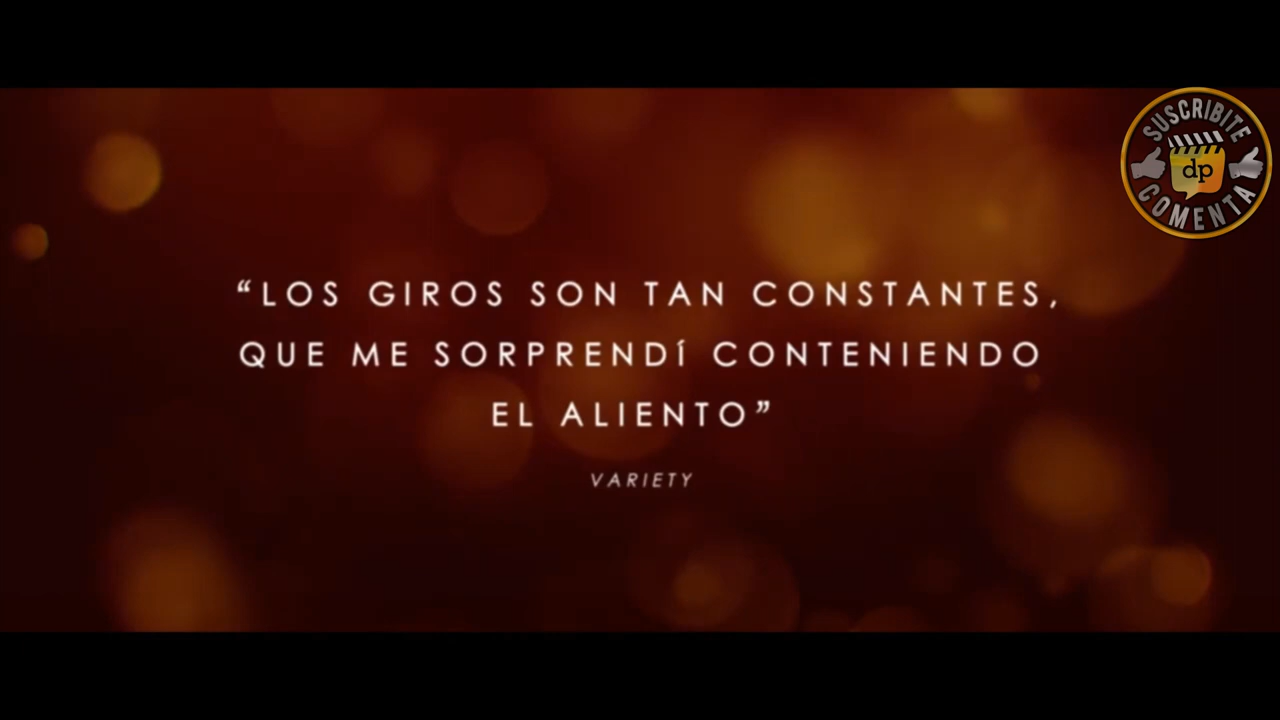 “LOS GIROS SON TAN CONSTANTES,
QUE ME SORPRENDÍ CONTENIENDO
EL ALIENTO”
VARIETY
SUSCRIBITE
dp
COMENTA